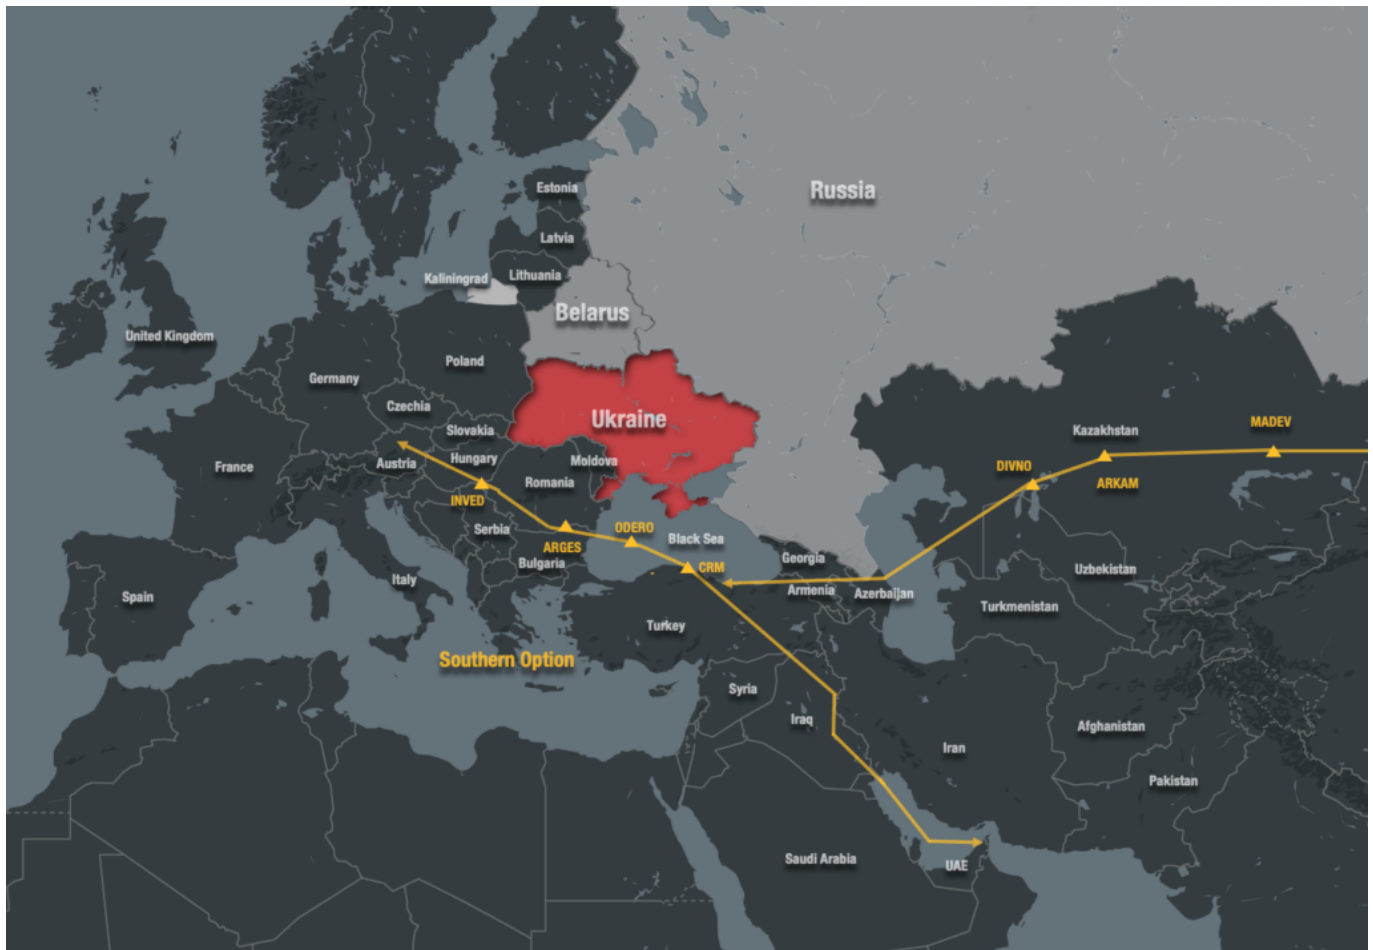 Estonia
Russia
Latvia
Lithuania
Kaliningrad
Belarus
United Kingdom
Poland
Germany
Czechia
Ukraine
MADEV
Slovakia
Kazakhstan
Hungary
Moldova
Austria
France
DIVNO
Romania
ARKAM
INVED
Serbia
ODERO
Black Sea
ARGES
Georgia
Bulgaria
CRM
Uzbekistan
Italy
Armenia
Azerbaijan
Spain
Turkmenistan
Turkey
Southern Option
Syria
Iraq
Afghanistan
Iran
Pakistan
Saudi Arabia
UAE